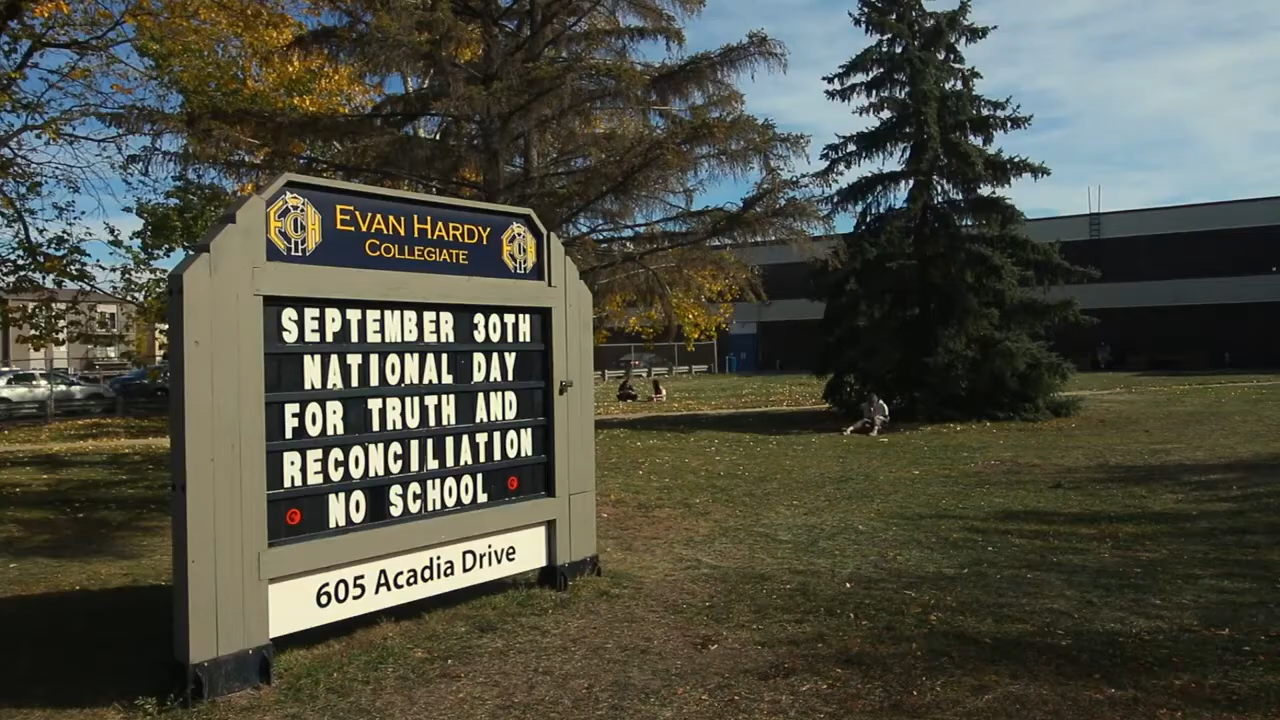 EVAN HARDY
COLLEGIATE
SEPTEMBER 30TH
NATIONAL DAY
FOR TRUTH AND
RECONCILIATION
NO SCHOOL
605 Acadia Drive